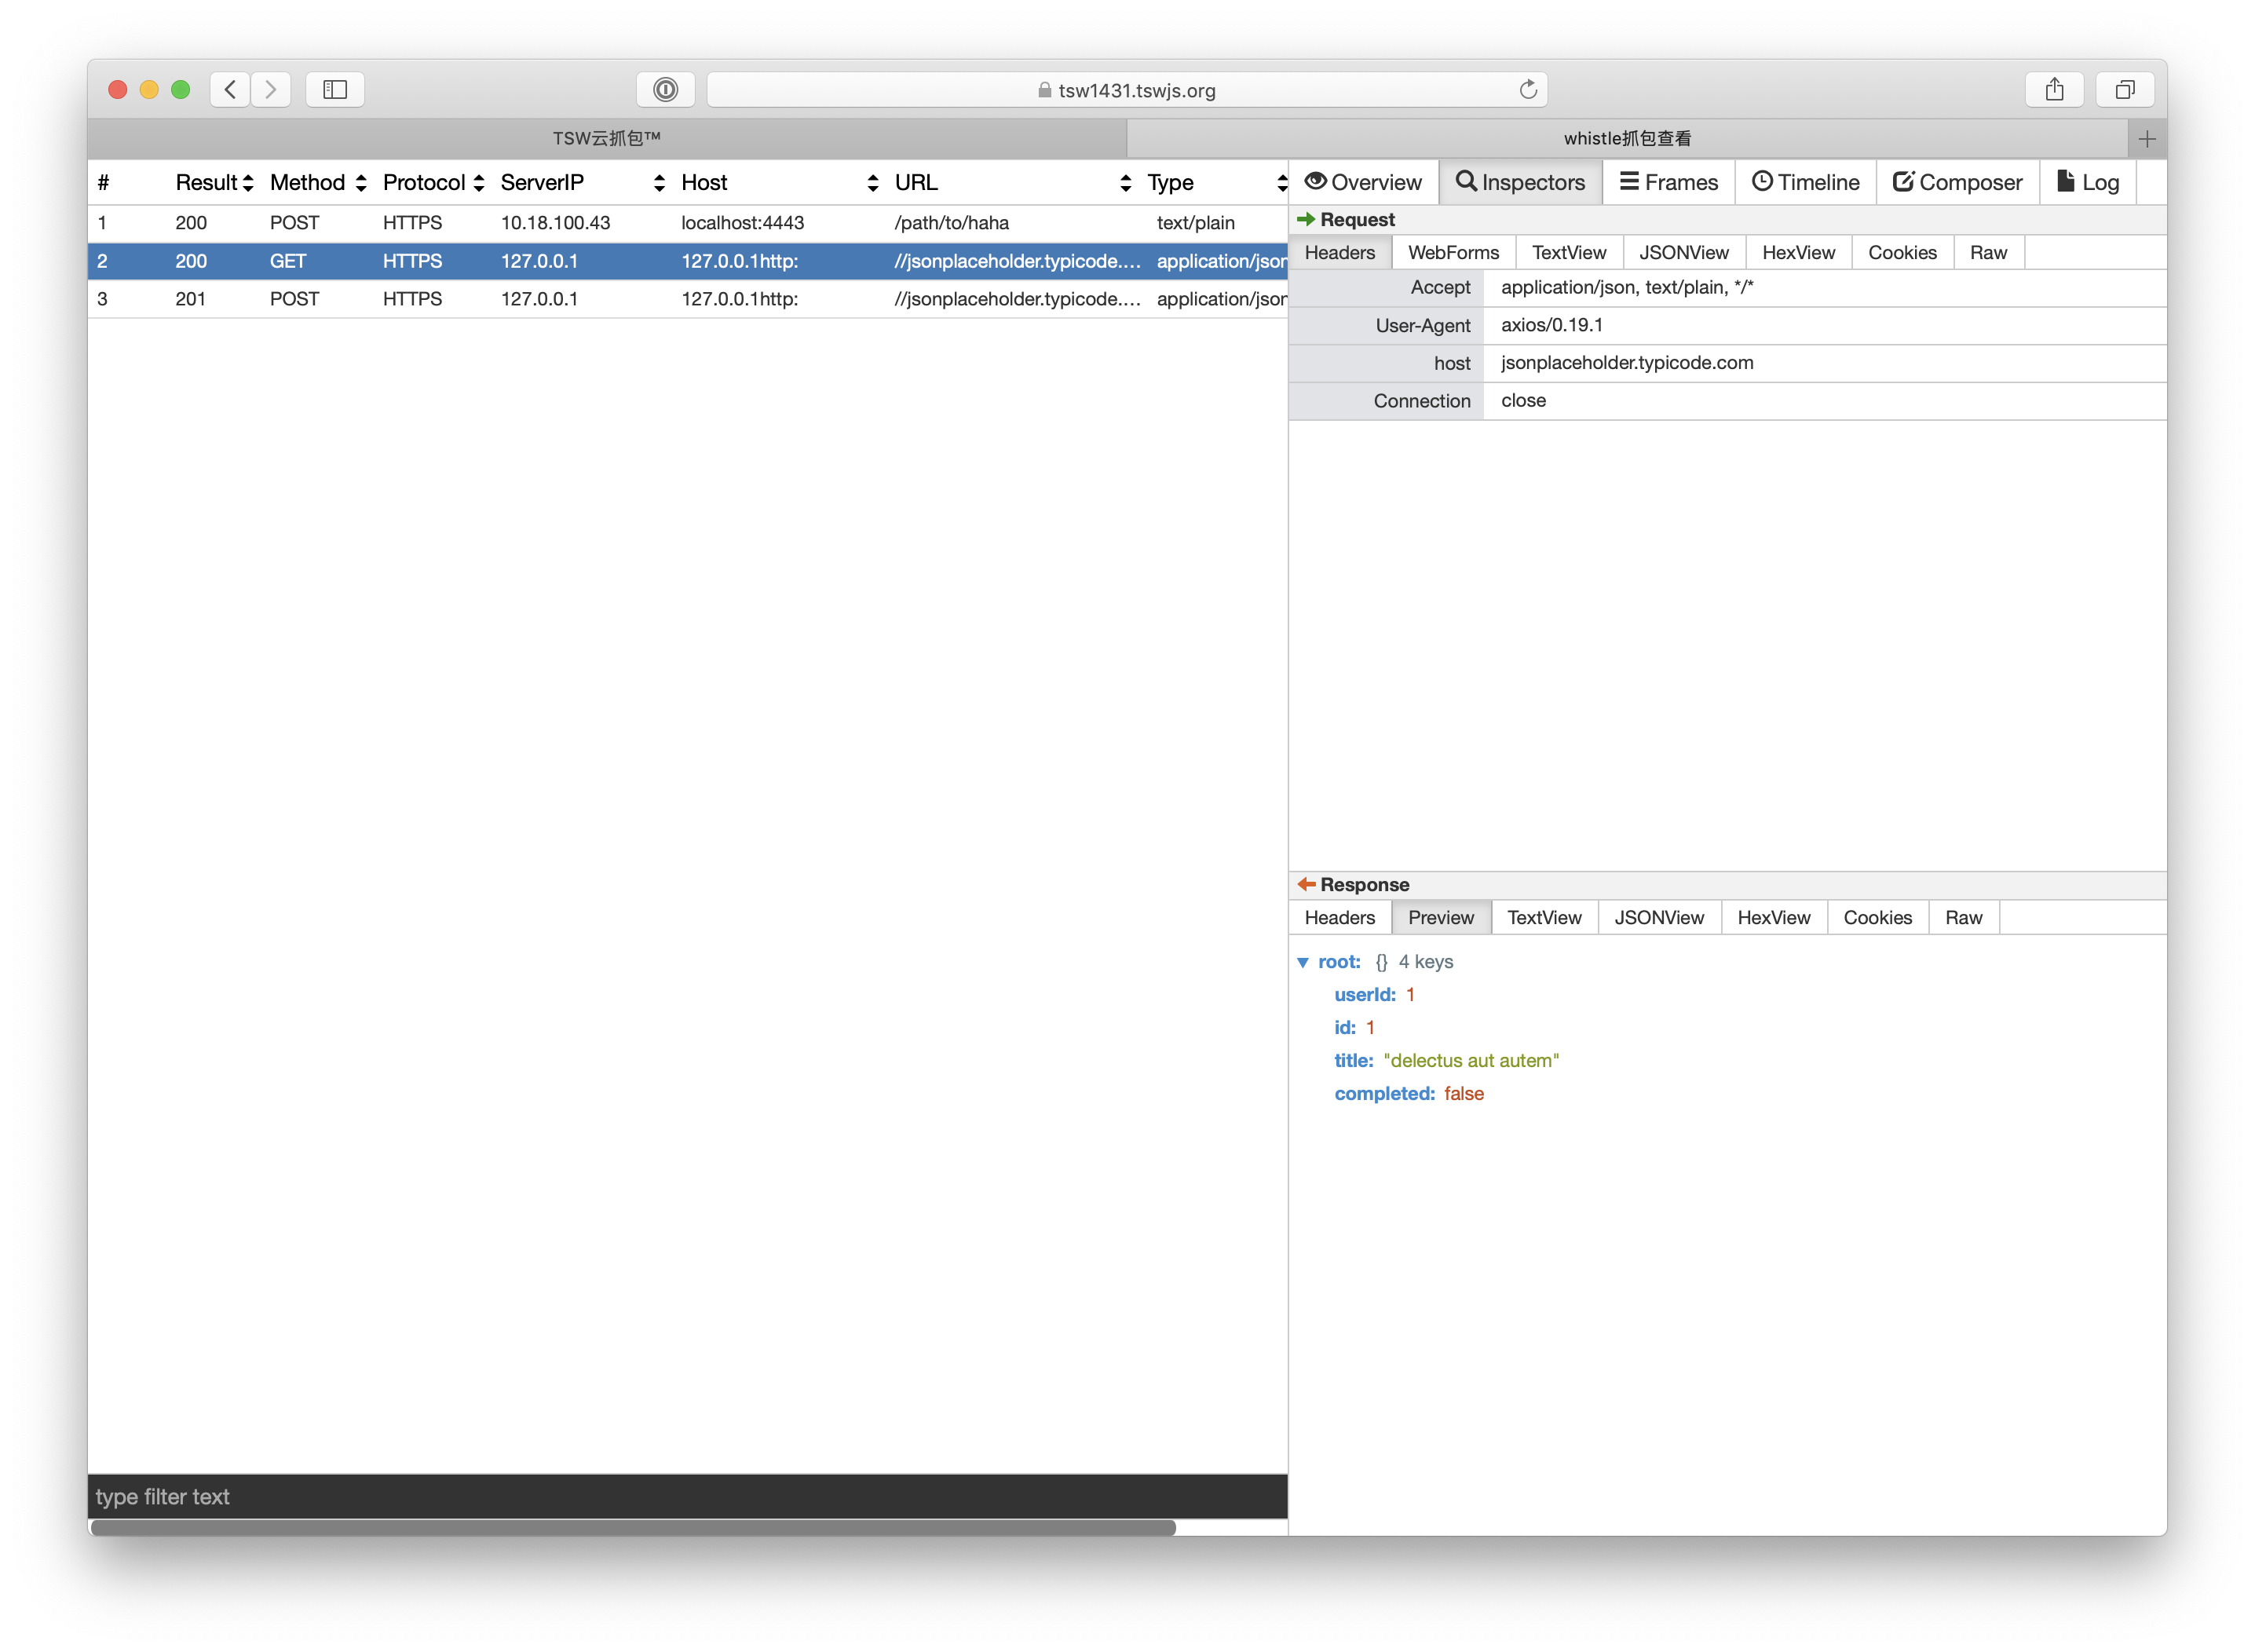 tsw1431.tswjs.org
TSW云抓包™
whistle抓包查看
# Result Method Protocol ServerIP Host URL Type
1 200 POST HTTPS 10.18.100.43 localhost:4443 /path/to/haha text/plain
2 200 GET HTTPS 127.0.0.1 127.0.0.1http: //jsonplaceholder.typicode.... application/json
3 201 POST HTTPS 127.0.0.1 127.0.0.1http: //jsonplaceholder.typicode.... application/json
type filter text
Overview Inspectors Frames Timeline Composer Log
Request
Headers WebForms TextView JSONView HexView Cookies Raw
Accept application/json, text/plain, */*
User-Agent axios/0.19.1
host jsonplaceholder.typicode.com
Connection close
Response
Headers Preview TextView JSONView HexView Cookies Raw
root: {} 4 keys
userId: 1
id: 1
title: "delectus aut autem"
completed: false